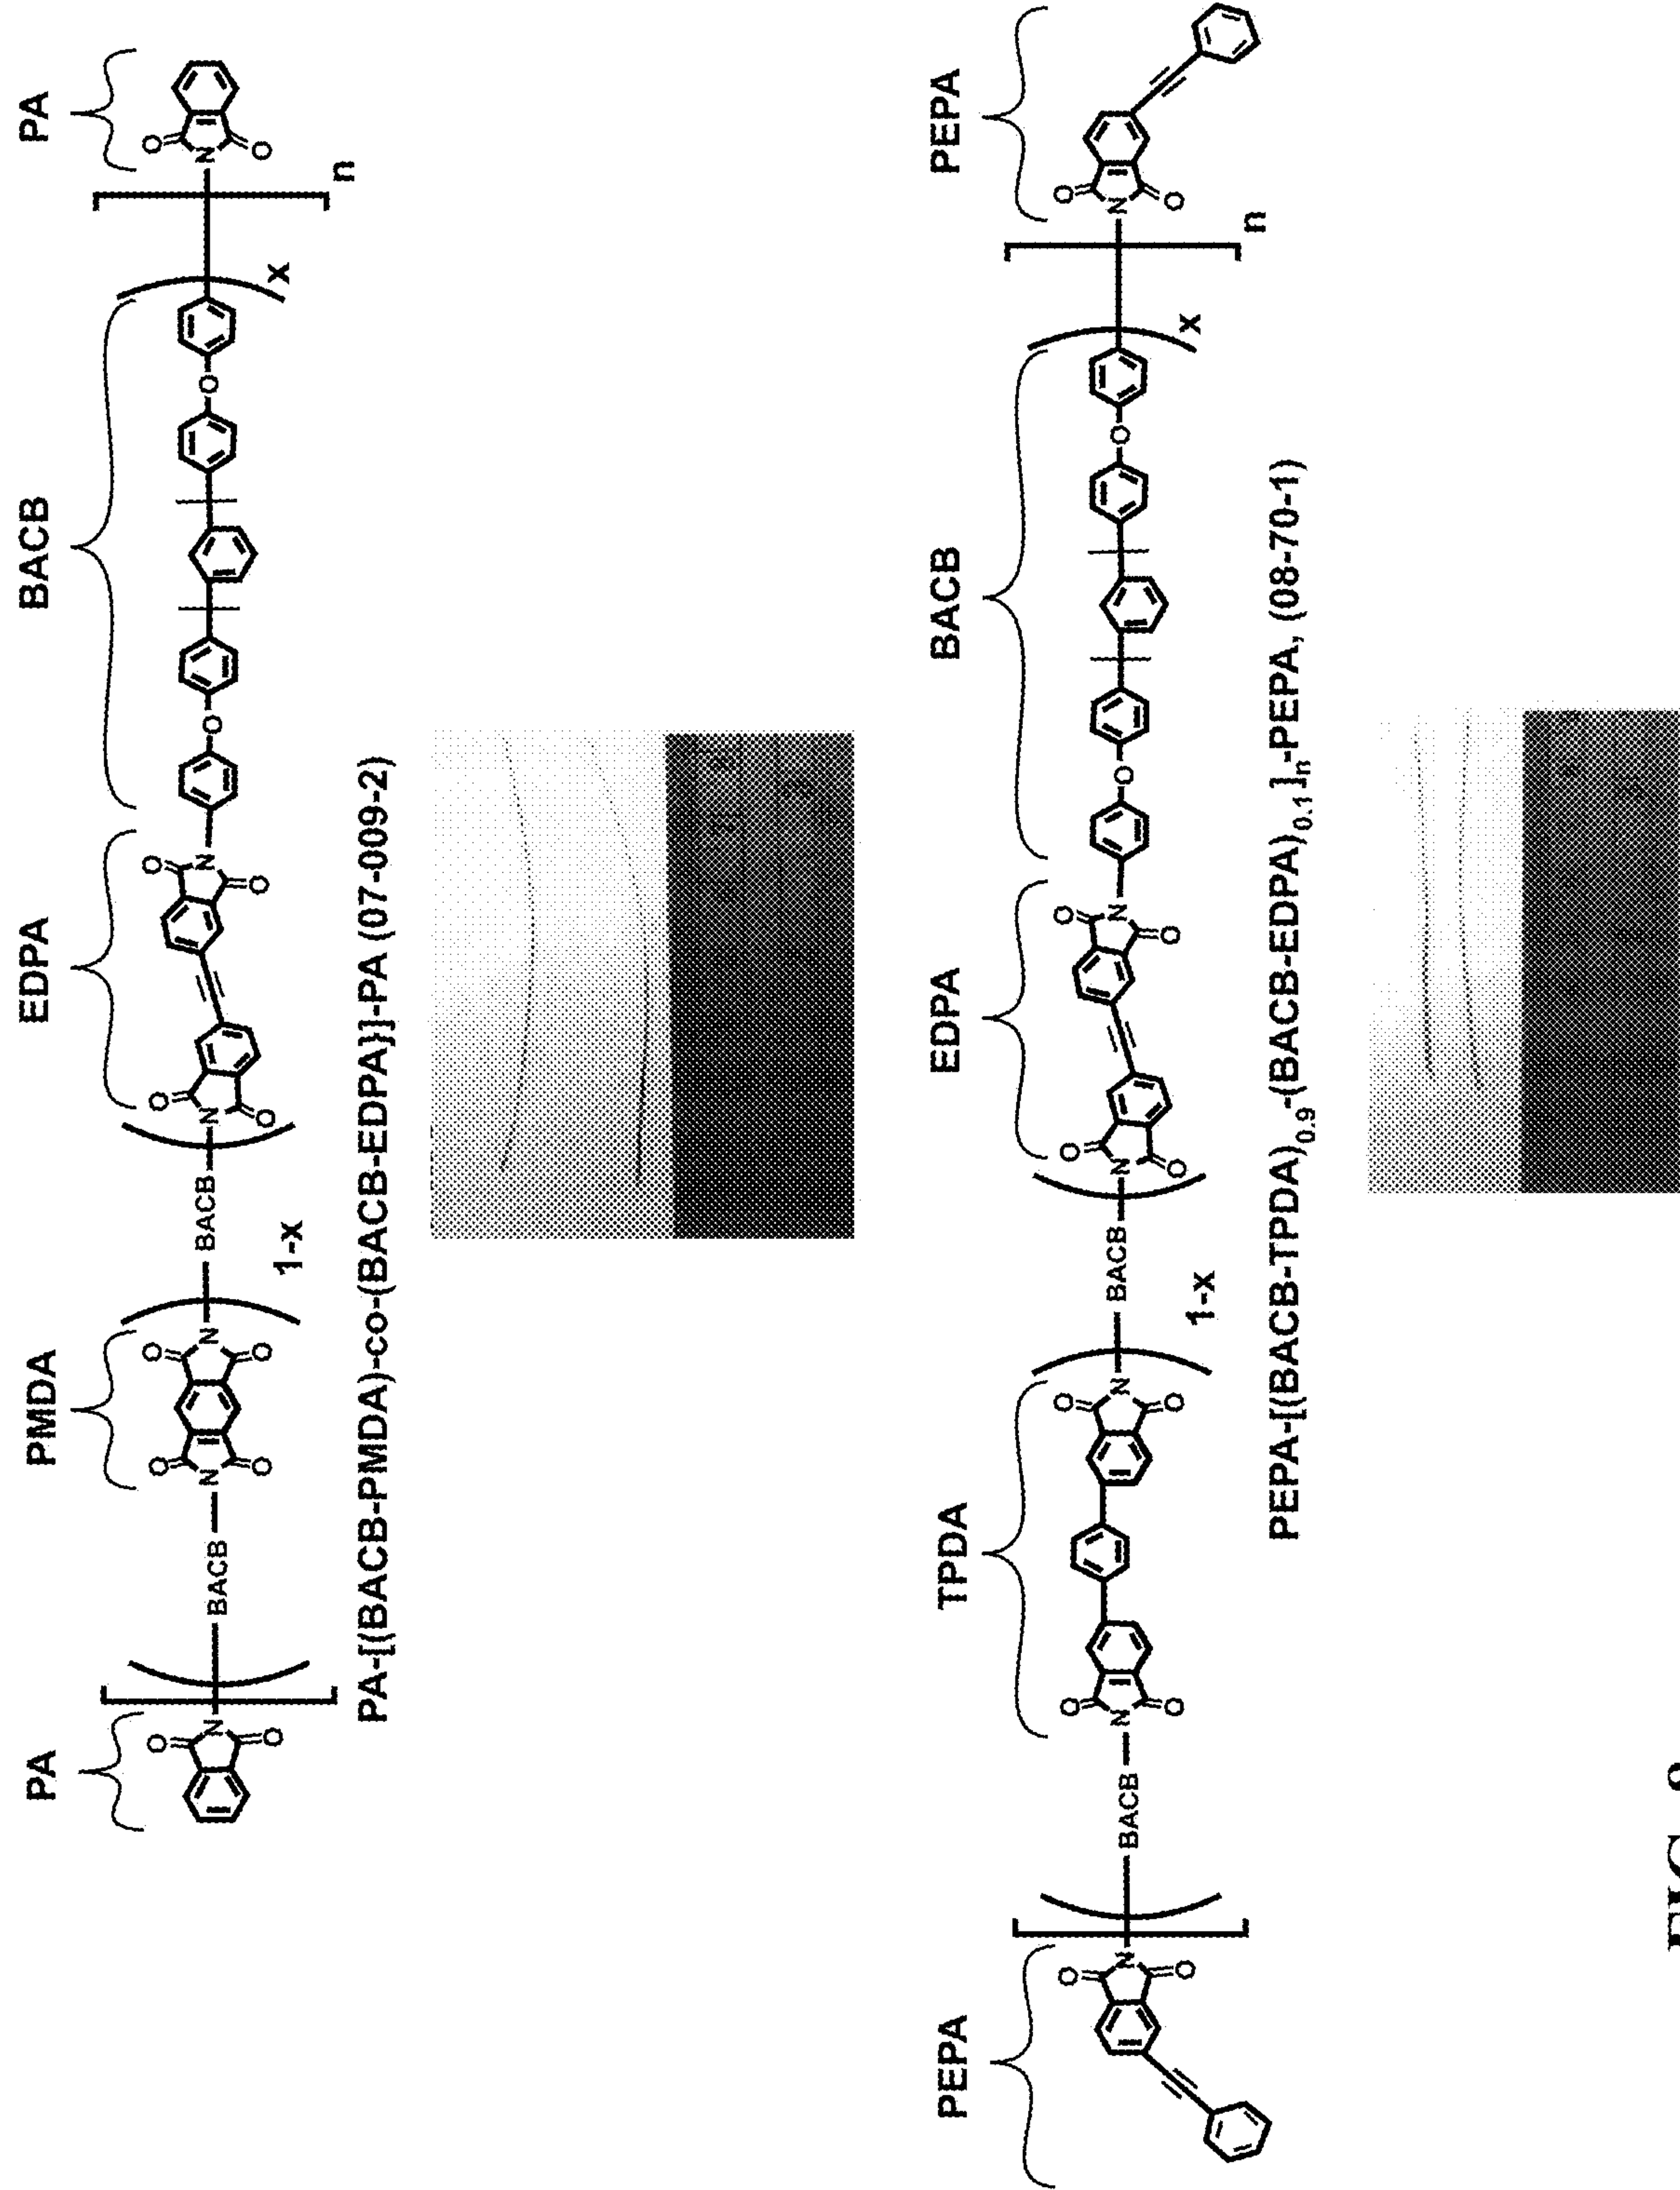 PA PMDA EDPA BACB PA
O O O O O O
N BACB N N BACB N N O O N
O O O O O O
1-x x
n
PA-[(BACB-PMDA)-co-(BACB-EDPA}]-PA (07-009-2)
PEPA TPDA EDPA BACB PEPA
O O O O O O
N BACB N N BACB N N O O N
O O O O O O
1-x x
n
PEPA-[(BACB-TPDA)0.9-(BACB-EDPA)0.1]n-PEPA, (08-70-1)